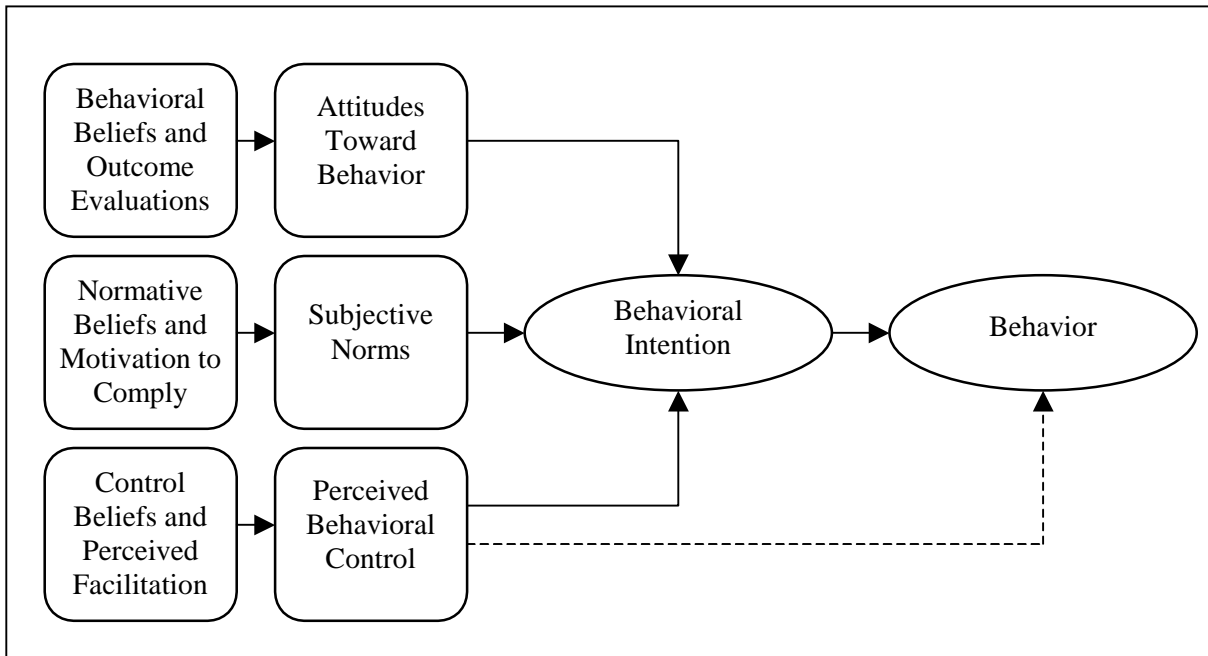 Behavioral
Beliefs and
Outcome
Evaluations
Attitudes
Toward
Behavior
Normative
Beliefs and
Motivation to
Comply
Subjective
Norms
Behavioral
Intention
Behavior
Control
Beliefs and
Perceived
Facilitation
Perceived
Behavioral
Control